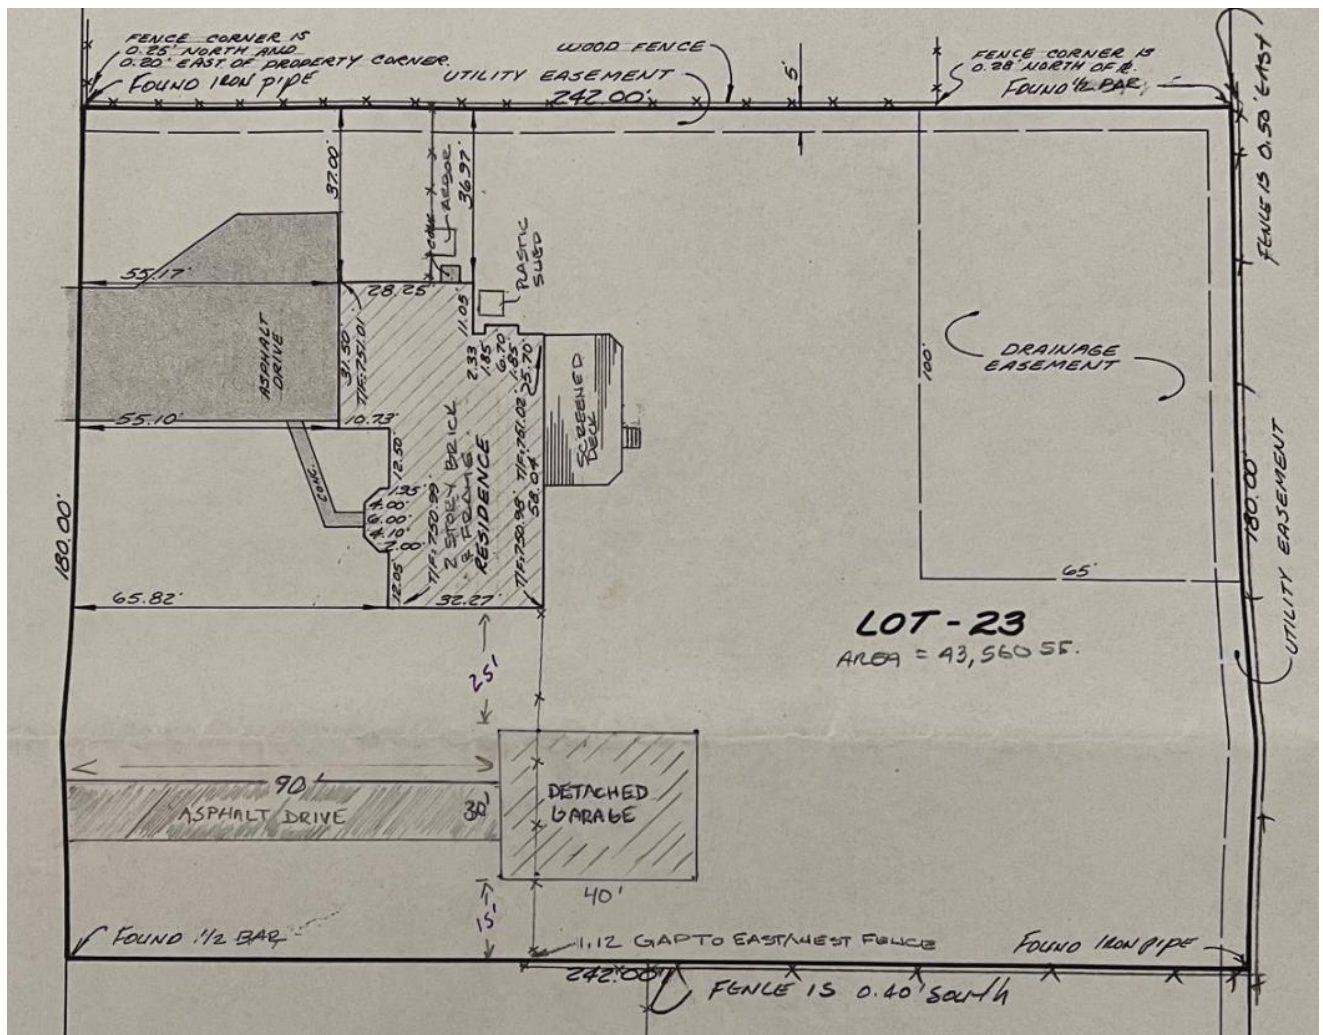 FENCE CORNER IS
0.25' NORTH AND
0.20' EAST OF PROPERTY CORNER.
FOUND IRON PIPE
WOOD FENCE
UTILITY EASEMENT
242.00'
5'
FENCE CORNER IS
0.28' NORTH OF ℞.
FOUND 1/2 BAR
FENCE IS 0.50' EAST
37.00'
CONC.
ARBOR
36.97'
PLASTIC
SHED
55.17'
28.25'
11.05'
ASPHALT
DRIVE
31.50'
T/F:751.01'
2.33
1.85'
6.70'
1.85'
25.70'
SCREENED
DECK
100'
DRAINAGE
EASEMENT
55.10'
10.73'
12.50'
CONC.
1.95'
4.00'
6.00'
4.10'
2.00'
T/F:750.99'
2 STORY BRICK
& FRAME
RESIDENCE
T/F:751.02'
T/F:750.98'
58.04'
180.00'
180.00'
UTILITY EASEMENT
65.82'
12.05'
32.27'
65'
LOT - 23
AREA = 43,560 SF.
25'
90'
ASPHALT DRIVE
30'
DETACHED
GARAGE
40'
15'
FOUND 1/2 BAR
1.12 GAP TO EAST/WEST FENCE
FOUND IRON PIPE
242.00'
FENCE IS 0.40' South